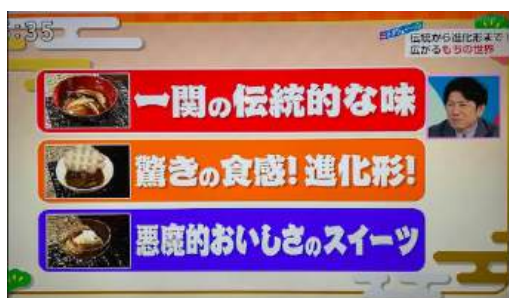 :35
伝統から進化形まで!
広がるもちの世界
一関の伝統的な味
驚きの食感!進化形!
悪魔的おいしさのスイーツ